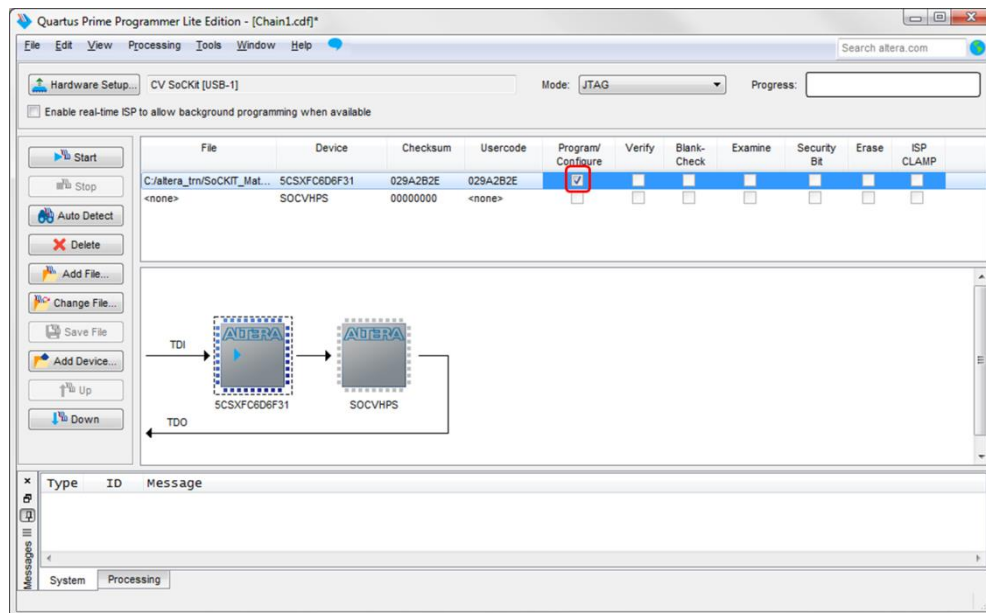 Quartus Prime Programmer Lite Edition - [Chain1.cdf]*
File Edit View Processing Tools Window Help
Search altera.com
Hardware Setup... CV SoCKit [USB-1] Mode: JTAG Progress:
Enable real-time ISP to allow background programming when available
Start
Stop
Auto Detect
Delete
Add File...
Change File...
Save File
Add Device...
Up
Down
File Device Checksum Usercode Program/ Configure Verify Blank- Check Examine Security Bit Erase ISP CLAMP
C:/altera_trn/SoCKIT_Mat... 5CSXFC6D6F31 029A2B2E 029A2B2E
<none> SOCVHPS 00000000 <none>
ALTERA ALTERA
TDI
5CSXFC6D6F31 SOCVHPS
TDO
Type ID Message
Messages
System Processing